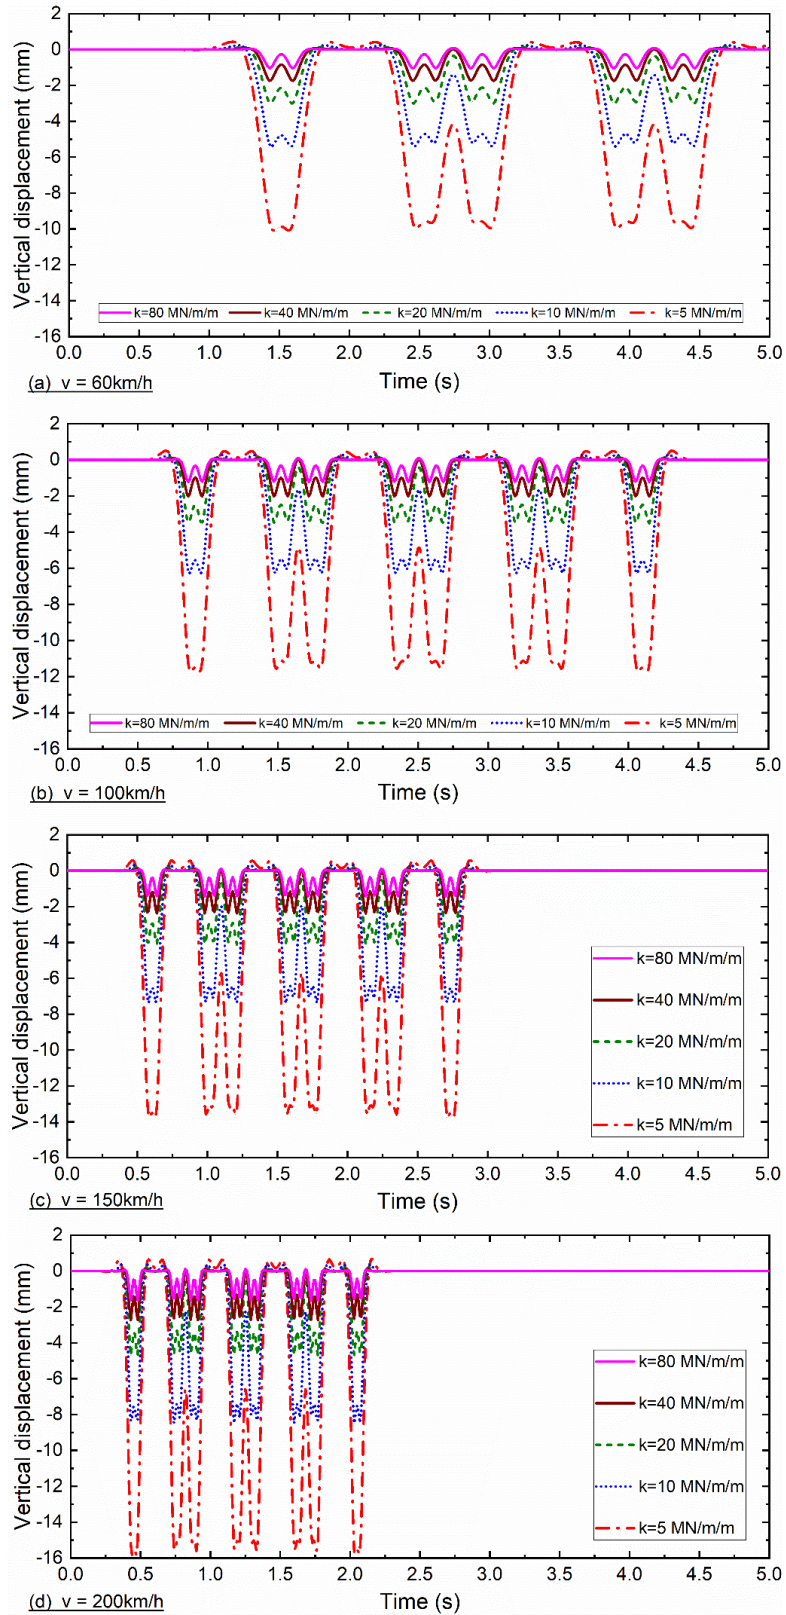 2
0
-2
-4
-6
-8
-10
-12
-14
-16
Vertical displacement (mm)
k=80 MN/m/m k=40 MN/m/m k=20 MN/m/m k=10 MN/m/m k=5 MN/m/m
0.0 0.5 1.0 1.5 2.0 2.5 3.0 3.5 4.0 4.5 5.0
Time (s)
(a) v = 60km/h
2
0
-2
-4
-6
-8
-10
-12
-14
-16
Vertical displacement (mm)
k=80 MN/m/m k=40 MN/m/m k=20 MN/m/m k=10 MN/m/m k=5 MN/m/m
0.0 0.5 1.0 1.5 2.0 2.5 3.0 3.5 4.0 4.5 5.0
Time (s)
(b) v = 100km/h
2
0
-2
-4
-6
-8
-10
-12
-14
-16
Vertical displacement (mm)
k=80 MN/m/m
k=40 MN/m/m
k=20 MN/m/m
k=10 MN/m/m
k=5 MN/m/m
0.0 0.5 1.0 1.5 2.0 2.5 3.0 3.5 4.0 4.5 5.0
Time (s)
(c) v = 150km/h
2
0
-2
-4
-6
-8
-10
-12
-14
-16
Vertical displacement (mm)
k=80 MN/m/m
k=40 MN/m/m
k=20 MN/m/m
k=10 MN/m/m
k=5 MN/m/m
0.0 0.5 1.0 1.5 2.0 2.5 3.0 3.5 4.0 4.5 5.0
Time (s)
(d) v = 200km/h